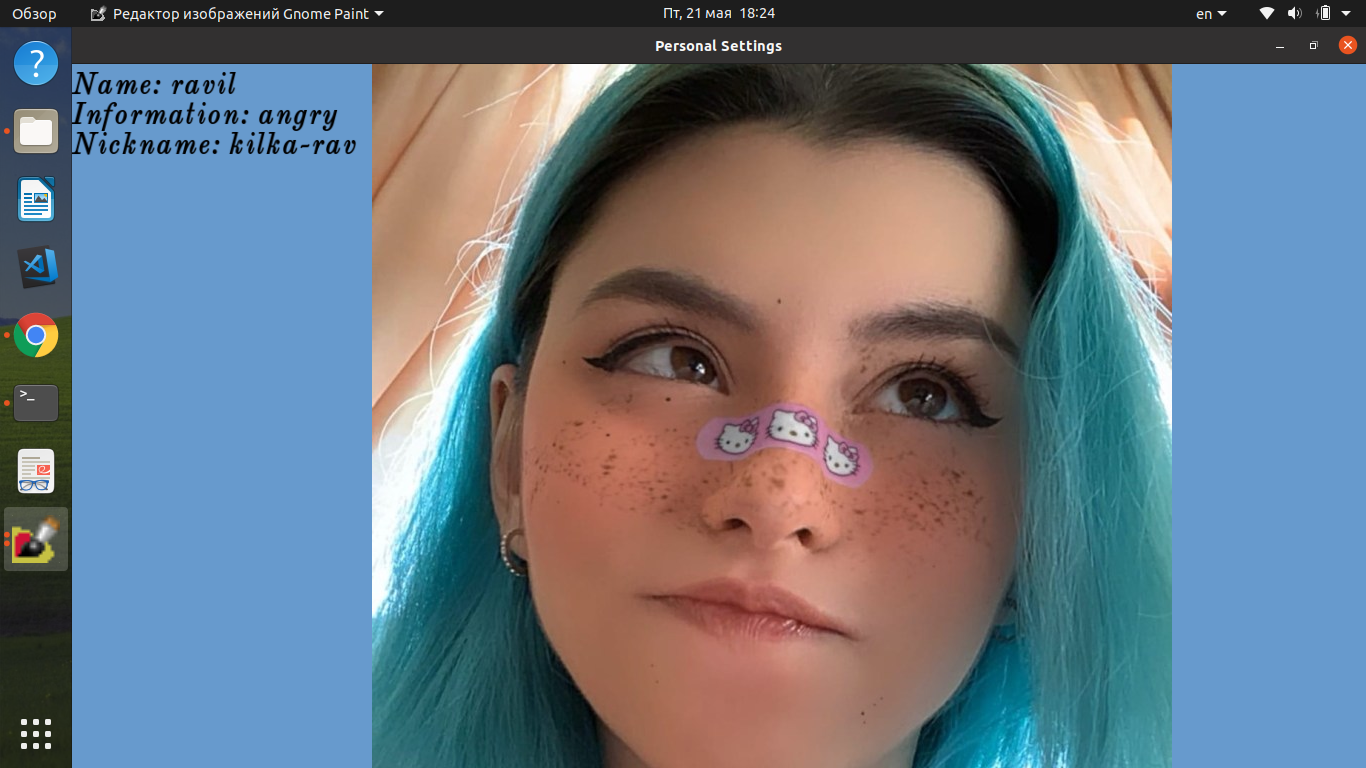 Обзор
Редактор изображений Gnome Paint
Пт, 21 мая 18:24
en
Personal Settings
Name: ravil
Information: angry
Nickname: kilka-rav
?
>_